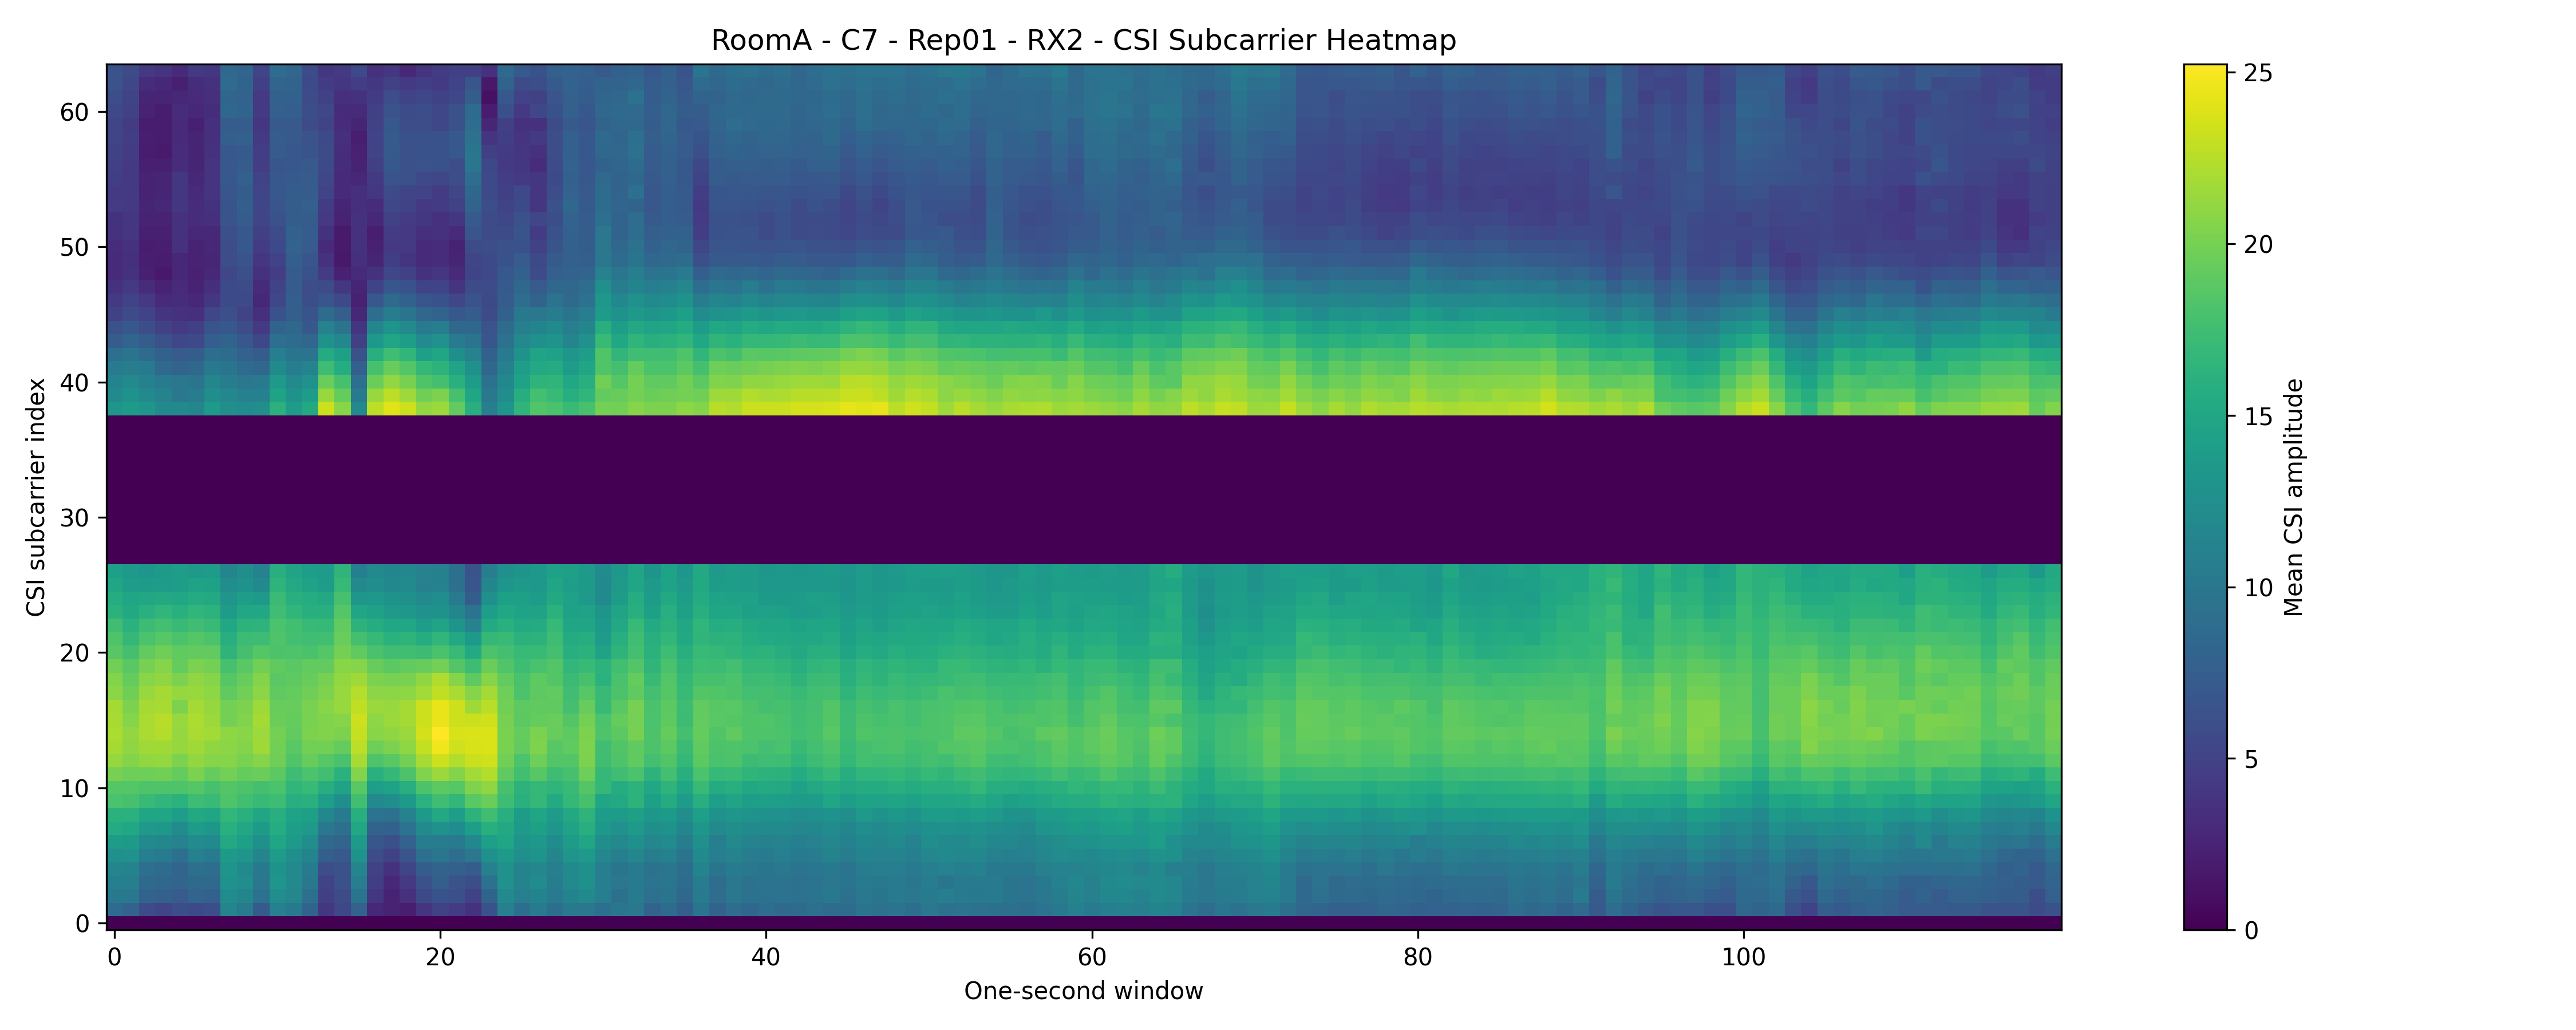 RoomA - C7 - Rep01 - RX2 - CSI Subcarrier Heatmap
CSI subcarrier index
60
50
40
30
20
10
0
0 20 40 60 80 100
One-second window
25
20
15
10
5
0
Mean CSI amplitude